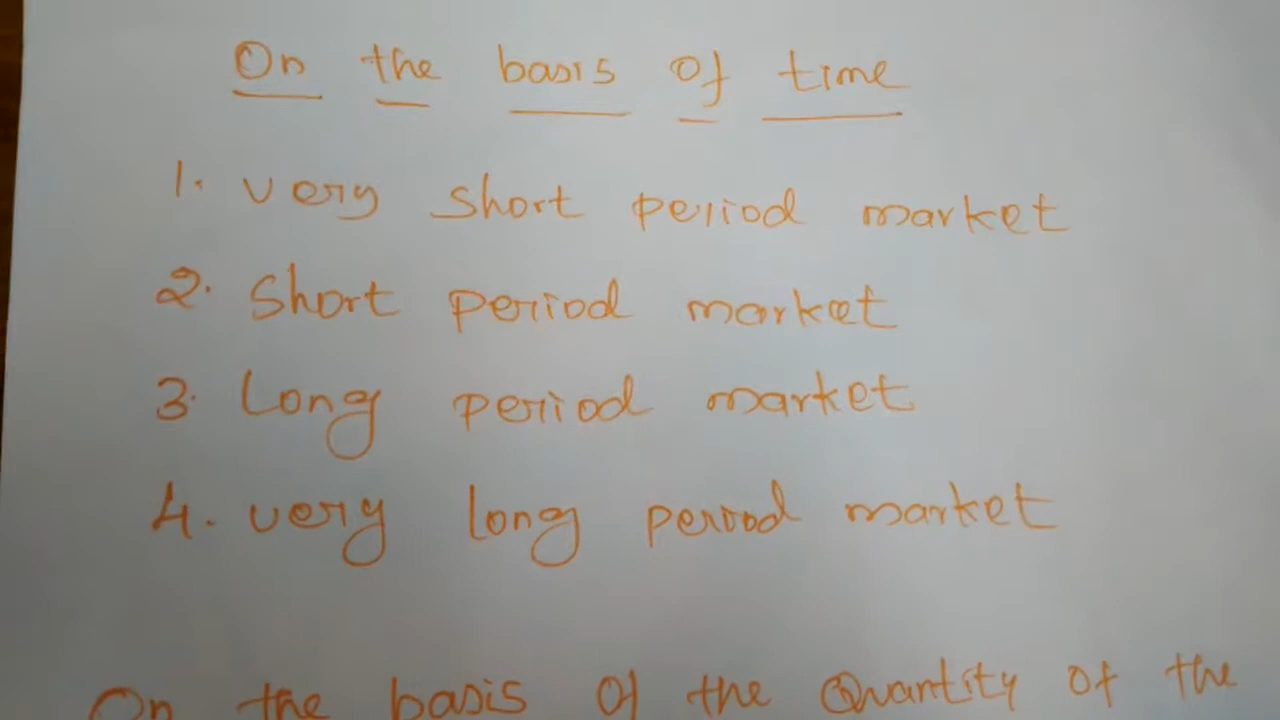 On the basis of time
1. very short period market
2. Short period market
3. Long period market
4. very long period market
On the basis of the Quantity of the